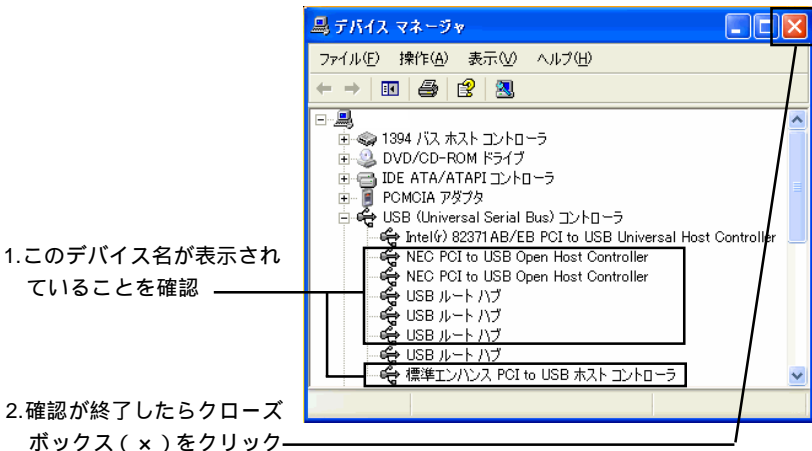 デバイス マネージャ
ファイル(F) 操作(A) 表示(V) ヘルプ(H)
1394 バス ホスト コントローラ
DVD/CD-ROM ドライブ
IDE ATA/ATAPI コントローラ
PCMCIA アダプタ
USB (Universal Serial Bus) コントローラ
Intel(r) 82371AB/EB PCI to USB Universal Host Controller
NEC PCI to USB Open Host Controller
NEC PCI to USB Open Host Controller
USB ルート ハブ
USB ルート ハブ
USB ルート ハブ
USB ルート ハブ
標準エンハンス PCI to USB ホスト コントローラ
1.このデバイス名が表示され
ていることを確認
2.確認が終了したらクローズ
ボックス ( × ) をクリック